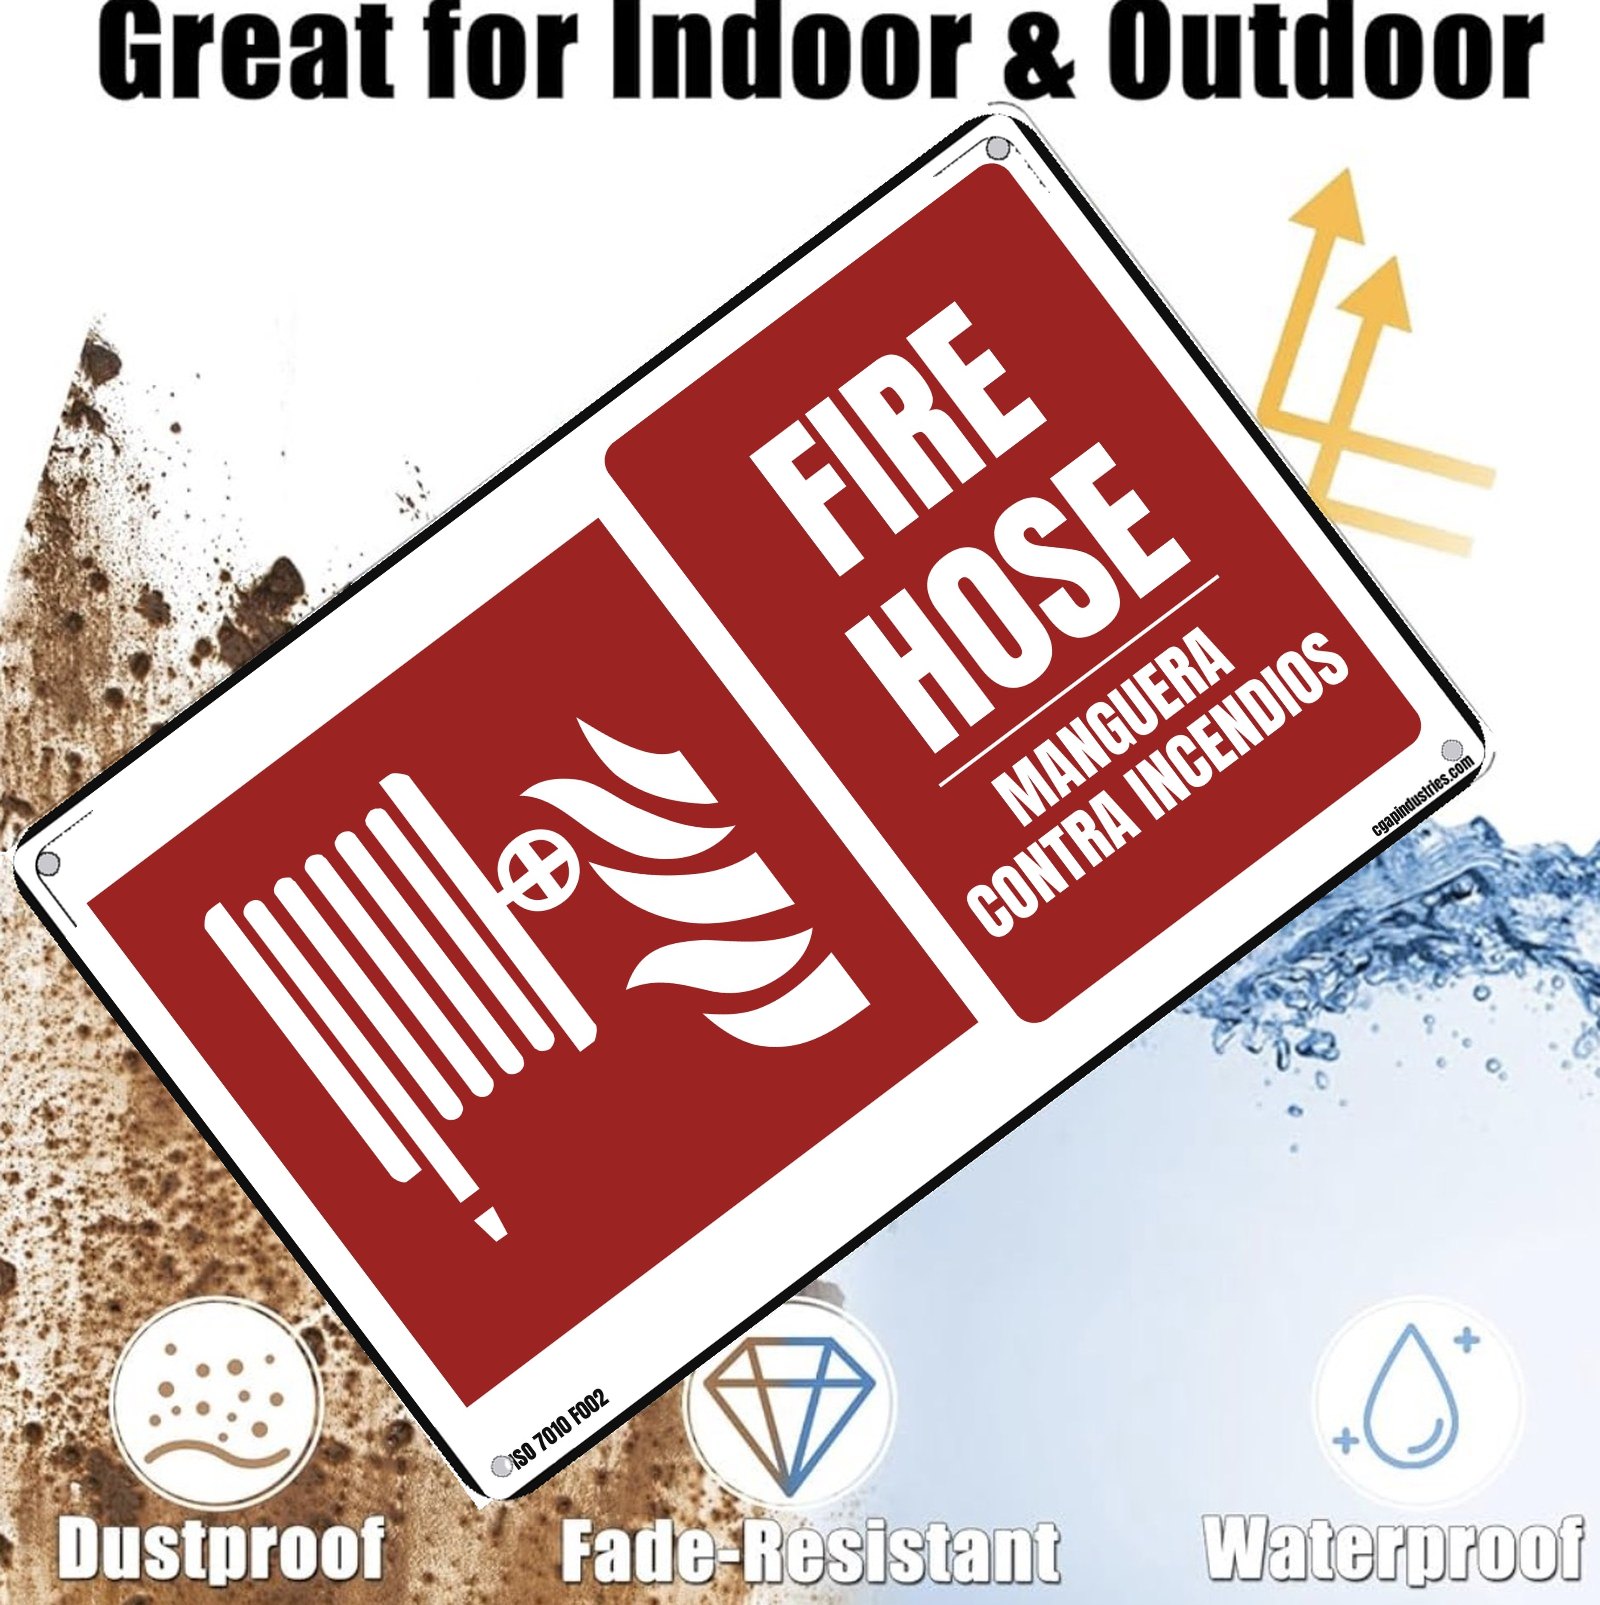 Great for Indoor & Outdoor
FIRE
HOSE
MANGUERA
CONTRA INCENDIOS
cgapindustries.com
ISO 7010 F002
Dustproof
Fade-Resistant
Waterproof